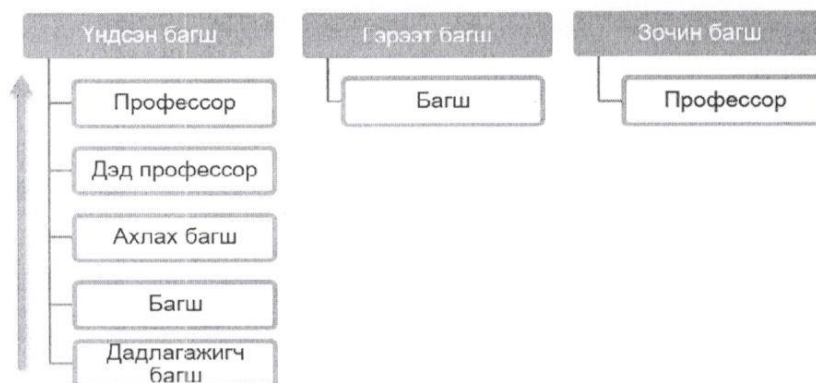 Үндсэн багш
Профессор
Дэд профессор
Ахлах багш
Багш
Дадлагажигч
багш
Гэрээт багш
Багш
Зочин багш
Профессор